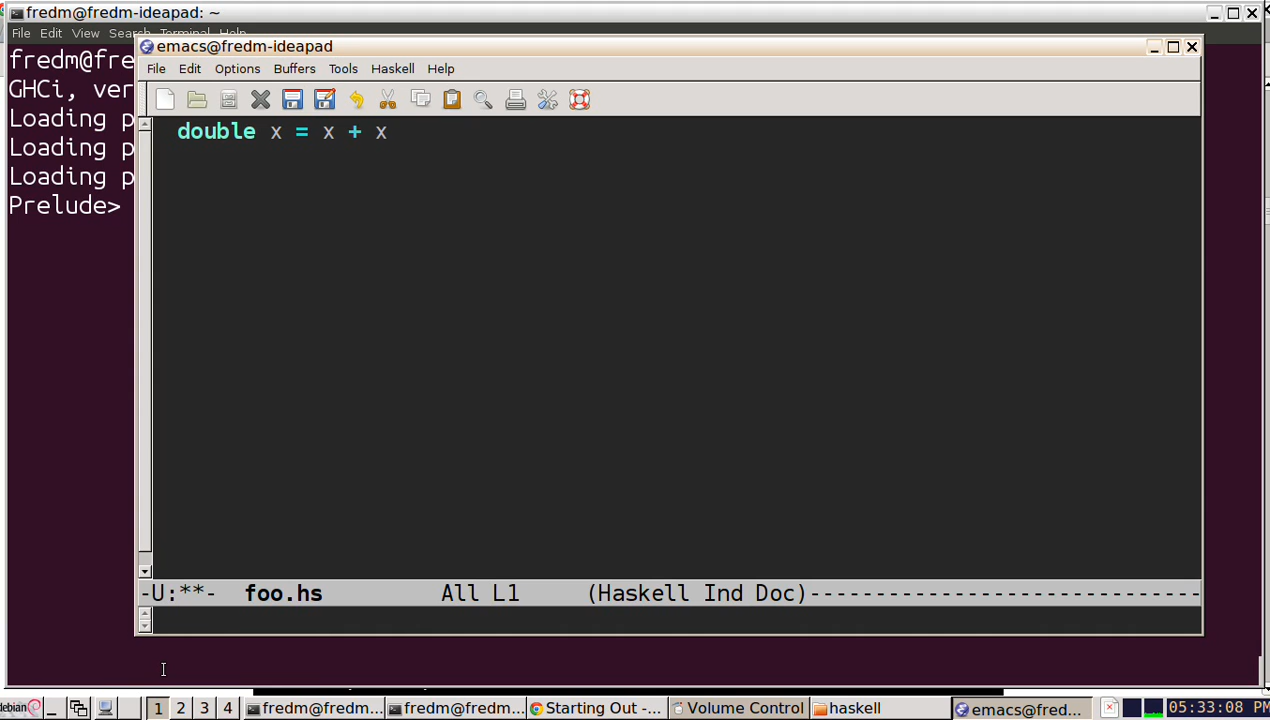 fredm@fredm-ideapad: ~
File Edit View Search Terminal Help
fredm@fre
GHCi, ver
Loading p
Loading p
Loading p
Prelude>
emacs@fredm-ideapad
File Edit Options Buffers Tools Haskell Help
double x = x + x
-U:**- foo.hs All L1 (Haskell Ind Doc)------------------------------
debian 1 2 3 4 fredm@fredm... fredm@fredm... Starting Out -... Volume Control haskell emacs@fred... 05:33:08 PM